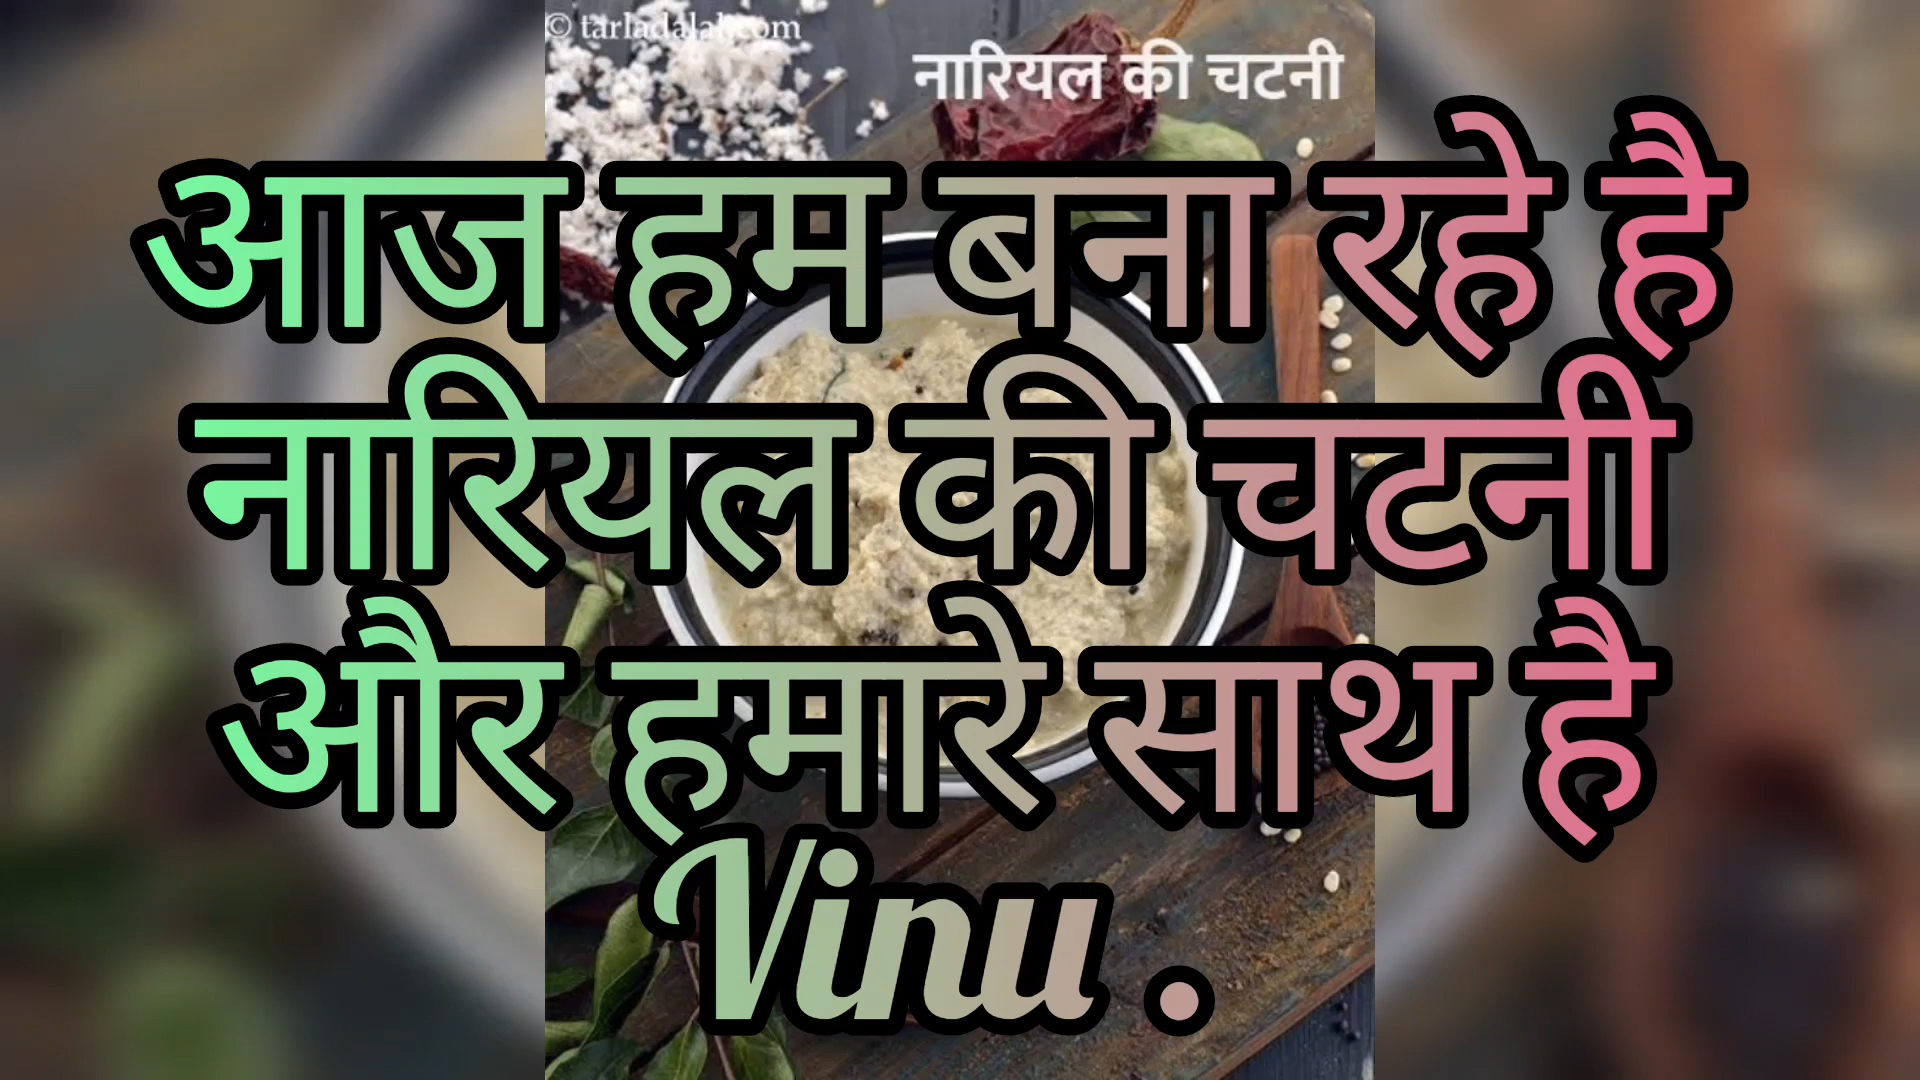 © tarladalal.com
नारियल की चटनी
आज हम बना रहे है
नारियल की चटनी
और हमारे साथ है
Vinu .